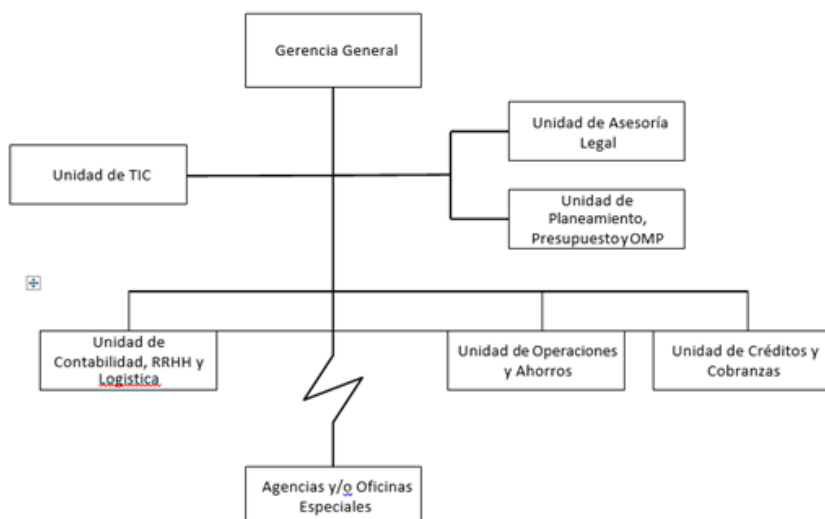 Gerencia General
Unidad de Asesoría
Legal
Unidad de TIC
Unidad de
Planeamiento,
Presupuesto y OMP
Unidad de
Contabilidad, RRHH y
Logistica
Unidad de Operaciones
y Ahorros
Unidad de Créditos y
Cobranzas
Agencias y/o Oficinas
Especiales